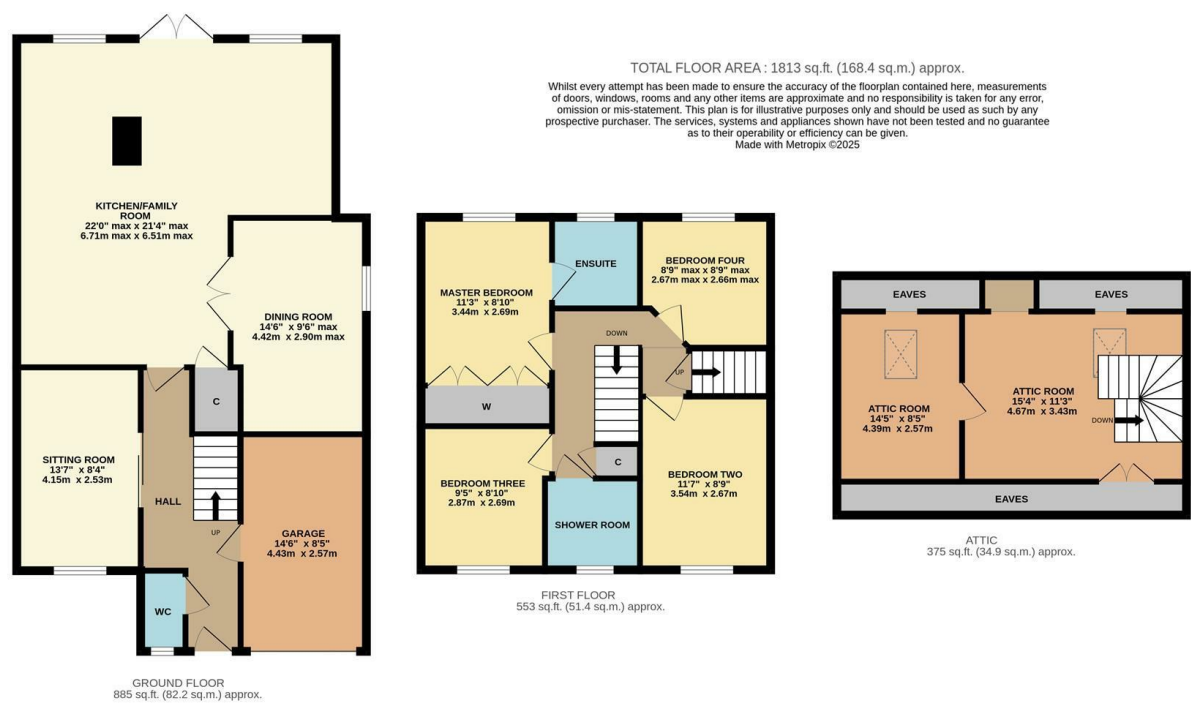 TOTAL FLOOR AREA : 1813 sq.ft. (168.4 sq.m.) approx.
Whilst every attempt has been made to ensure the accuracy of the floorplan contained here, measurements
of doors, windows, rooms and any other items are approximate and no responsibility is taken for any error,
omission or mis-statement. This plan is for illustrative purposes only and should be used as such by any
prospective purchaser. The services, systems and appliances shown have not been tested and no guarantee
as to their operability or efficiency can be given.
Made with Metropix ©2025
KITCHEN/FAMILY
ROOM
22'0" max x 21'4" max
6.71m max x 6.51m max
DINING ROOM
14'6" x 9'6" max
4.42m x 2.90m max
C
SITTING ROOM
13'7" x 8'4"
4.15m x 2.53m
HALL
UP
GARAGE
14'6" x 8'5"
4.43m x 2.57m
WC
GROUND FLOOR
885 sq.ft. (82.2 sq.m.) approx.
MASTER BEDROOM
11'3" x 8'10"
3.44m x 2.69m
ENSUITE
BEDROOM FOUR
8'9" max x 8'9" max
2.67m max x 2.66m max
DOWN
UP
W
C
BEDROOM THREE
9'5" x 8'10"
2.87m x 2.69m
BEDROOM TWO
11'7" x 8'9"
3.54m x 2.67m
SHOWER ROOM
FIRST FLOOR
553 sq.ft. (51.4 sq.m.) approx.
EAVES
EAVES
ATTIC ROOM
14'5" x 8'5"
4.39m x 2.57m
ATTIC ROOM
15'4" x 11'3"
4.67m x 3.43m
DOWN
EAVES
ATTIC
375 sq.ft. (34.9 sq.m.) approx.